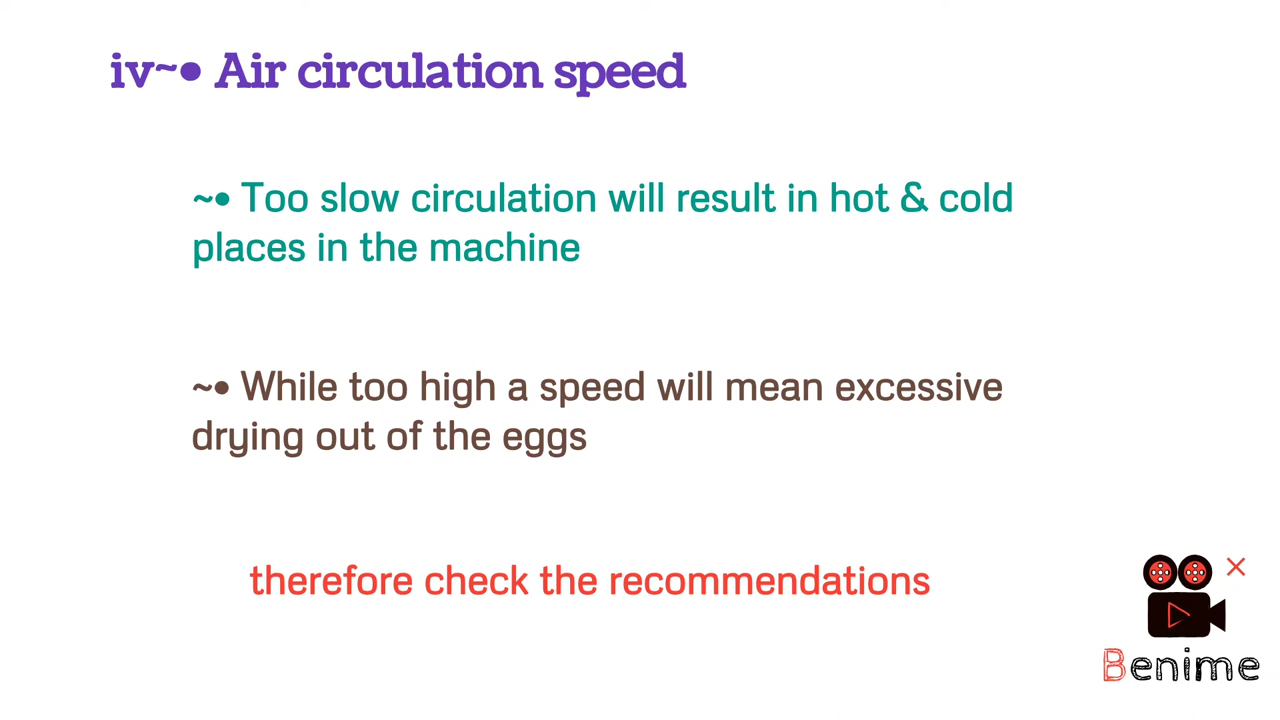 iv~• Air circulation speed
~• Too slow circulation will result in hot & cold
places in the machine
~• While too high a speed will mean excessive
drying out of the eggs
therefore check the recommendations
Benime